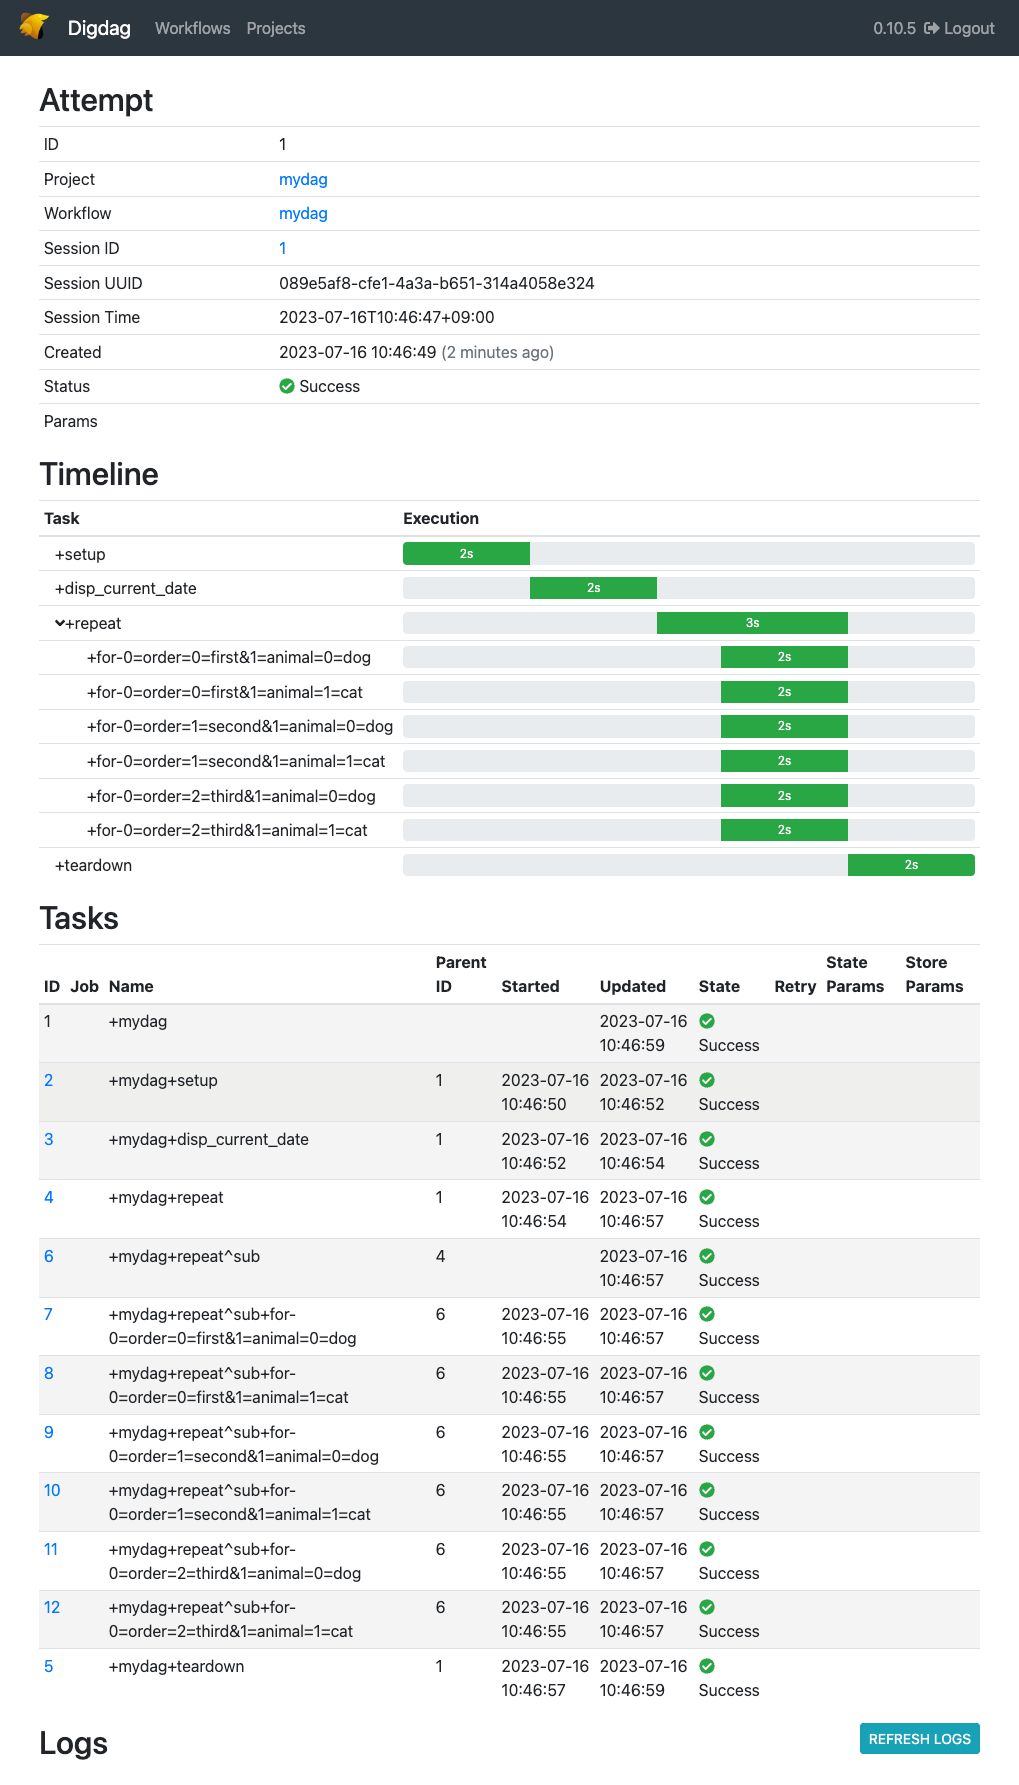 Digdag Workflows Projects 0.10.5 Logout
Attempt
ID 1
Project mydag
Workflow mydag
Session ID 1
Session UUID 089e5af8-cfe1-4a3a-b651-314a4058e324
Session Time 2023-07-16T10:46:47+09:00
Created 2023-07-16 10:46:49 (2 minutes ago)
Status Success
Params
Timeline
Task Execution
+setup 2s
+disp_current_date 2s
+repeat 3s
+for-0=order=0=first&1=animal=0=dog 2s
+for-0=order=0=first&1=animal=1=cat 2s
+for-0=order=1=second&1=animal=0=dog 2s
+for-0=order=1=second&1=animal=1=cat 2s
+for-0=order=2=third&1=animal=0=dog 2s
+for-0=order=2=third&1=animal=1=cat 2s
+teardown 2s
Tasks
Parent State Store
ID Job Name ID Started Updated State Retry Params Params
1 +mydag 2023-07-16
10:46:59 Success
2 +mydag+setup 1 2023-07-16 2023-07-16
10:46:50 10:46:52 Success
3 +mydag+disp_current_date 1 2023-07-16 2023-07-16
10:46:52 10:46:54 Success
4 +mydag+repeat 1 2023-07-16 2023-07-16
10:46:54 10:46:57 Success
6 +mydag+repeat^sub 4 2023-07-16
10:46:57 Success
7 +mydag+repeat^sub+for- 6 2023-07-16 2023-07-16
0=order=0=first&1=animal=0=dog 10:46:55 10:46:57 Success
8 +mydag+repeat^sub+for- 6 2023-07-16 2023-07-16
0=order=0=first&1=animal=1=cat 10:46:55 10:46:57 Success
9 +mydag+repeat^sub+for- 6 2023-07-16 2023-07-16
0=order=1=second&1=animal=0=dog 10:46:55 10:46:57 Success
10 +mydag+repeat^sub+for- 6 2023-07-16 2023-07-16
0=order=1=second&1=animal=1=cat 10:46:55 10:46:57 Success
11 +mydag+repeat^sub+for- 6 2023-07-16 2023-07-16
0=order=2=third&1=animal=0=dog 10:46:55 10:46:57 Success
12 +mydag+repeat^sub+for- 6 2023-07-16 2023-07-16
0=order=2=third&1=animal=1=cat 10:46:55 10:46:57 Success
5 +mydag+teardown 1 2023-07-16 2023-07-16
10:46:57 10:46:59 Success
Logs REFRESH LOGS